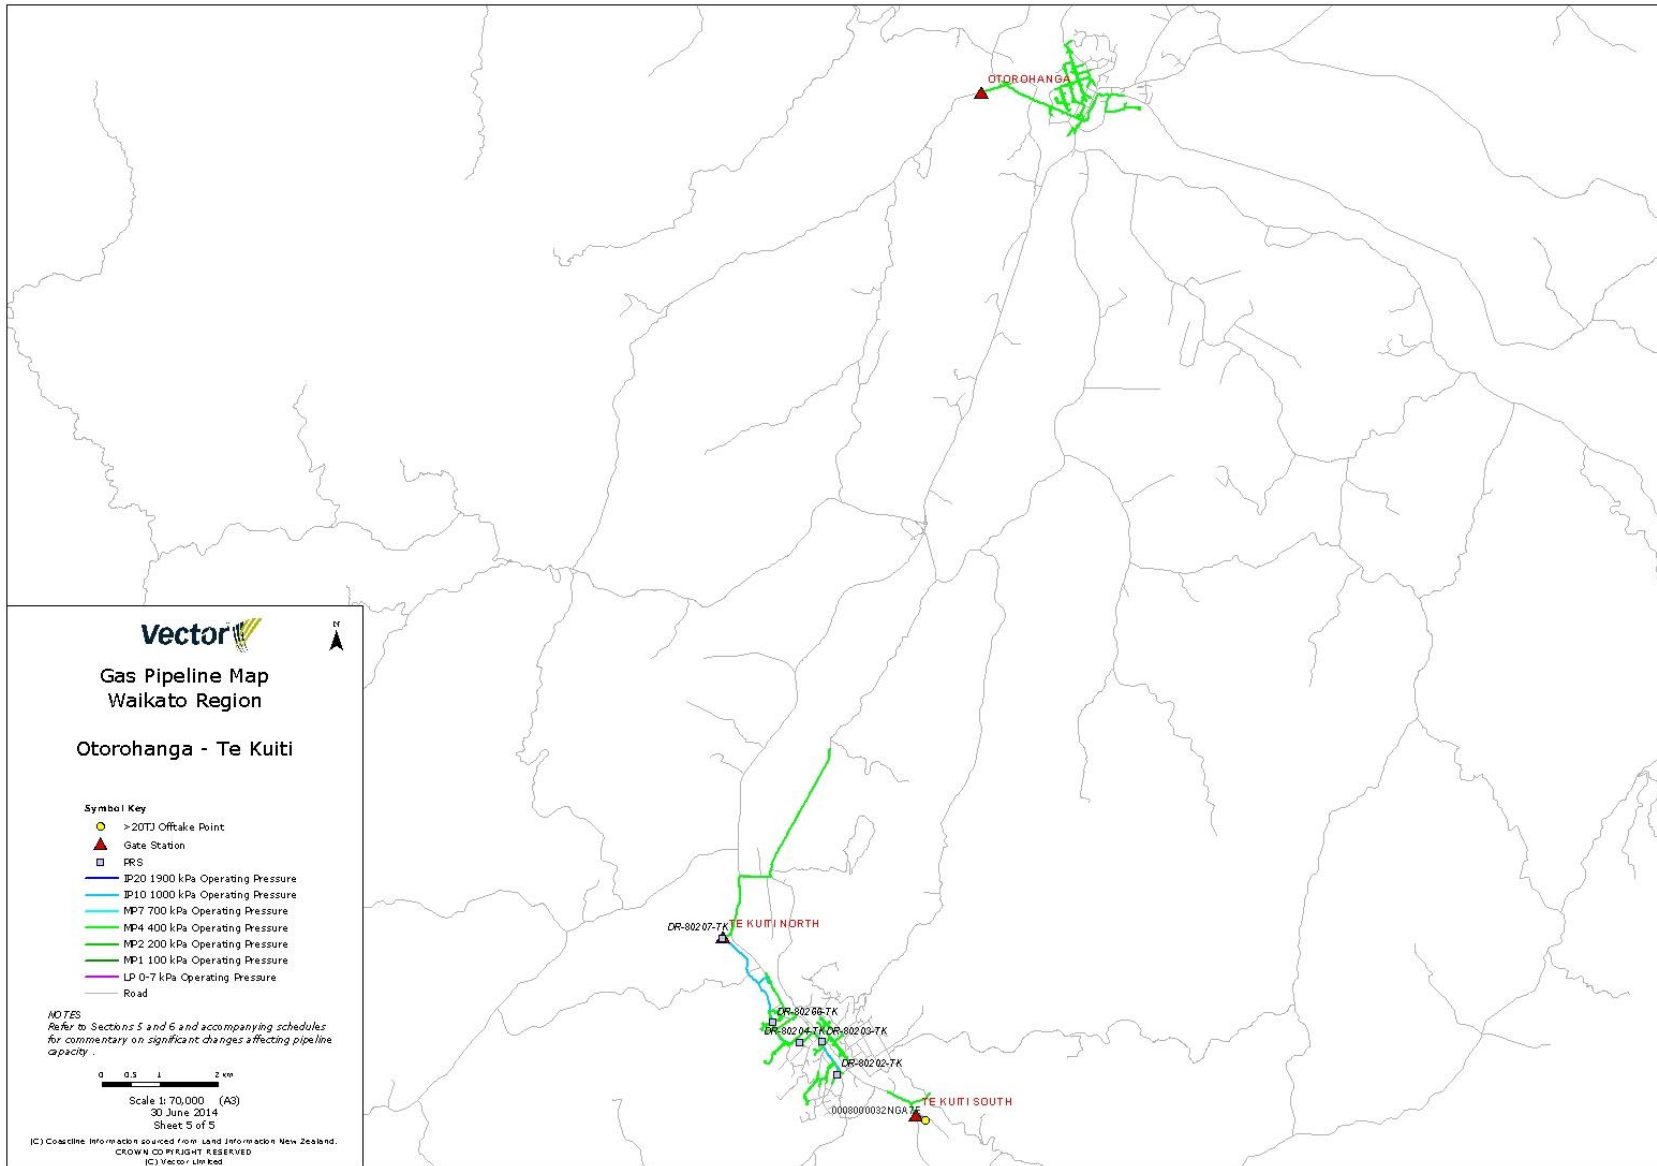 OTOROHANGA
DR-80207-TK
TE KUITI NORTH
DR-80266-TK
DR-80204-TK
DR-80203-TK
DR-80202-TK
TE KUITI SOUTH
Vector
N
Gas Pipeline Map
Waikato Region
Otorohanga - Te Kuiti
Symbol Key
>20TJ Offtake Point
Gate Station
PRS
IP20 1900 kPa Operating Pressure
IP10 1000 kPa Operating Pressure
MP7 700 kPa Operating Pressure
MP4 400 kPa Operating Pressure
MP2 200 kPa Operating Pressure
MP1 100 kPa Operating Pressure
LP 0-7 kPa Operating Pressure
Road
NOTES
Refer to Sections 5 and 6 and accompanying schedules
for commentary on significant changes affecting pipeline
capacity .
0 0.5 1 2 KM
Scale 1: 70,000 (A3)
30 June 2014
Sheet 5 of 5
(C) Coastline Information sourced from Land Information New Zealand.
CROWN COPYRIGHT RESERVED
(C) Vector Limited